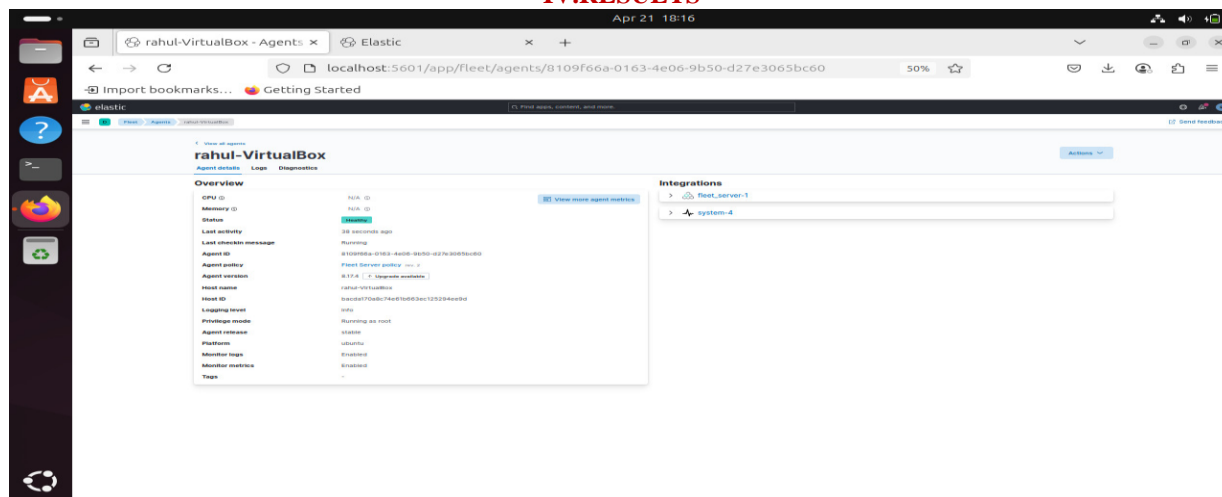 IV.RESULTS
Apr 21 18:16
rahul-VirtualBox - Agents
Elastic
localhost:5601/app/fleet/agents/8109f66a-0163-4e06-9b50-d27e3065bc60
50%
Import bookmarks...
Getting Started
elastic
Find apps, content, and more.
Fleet
Agents
rahul-VirtualBox
Send feedback
View all agents
rahul-VirtualBox
Actions
Agent details Logs Diagnostics
Overview
CPU N/A
View more agent metrics
Memory N/A
Status Healthy
Last activity 38 seconds ago
Last checkin message Running
Agent ID 8109f66a-0163-4e06-9b50-d27e3065bc60
Agent policy Fleet Server policy
Agent version 8.17.4 Upgrade available
Host name rahul-VirtualBox
Host ID
Logging level info
Privilege mode Running as root
Agent release stable
Platform ubuntu
Monitor logs Enabled
Monitor metrics Enabled
Tags -
Integrations
fleet_server-1
system-4